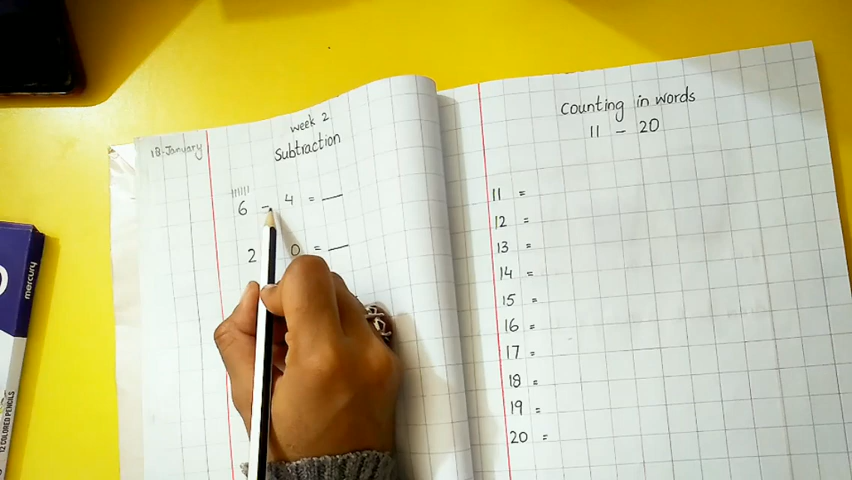 18-January
week 2
Subtraction
6 - 4 = __
2 0 = __
Counting in words
11 - 20
11 =
12 =
13 =
14 =
15 =
16 =
17 =
18 =
19 =
20 =
mercury
12 COLORED PENCILS